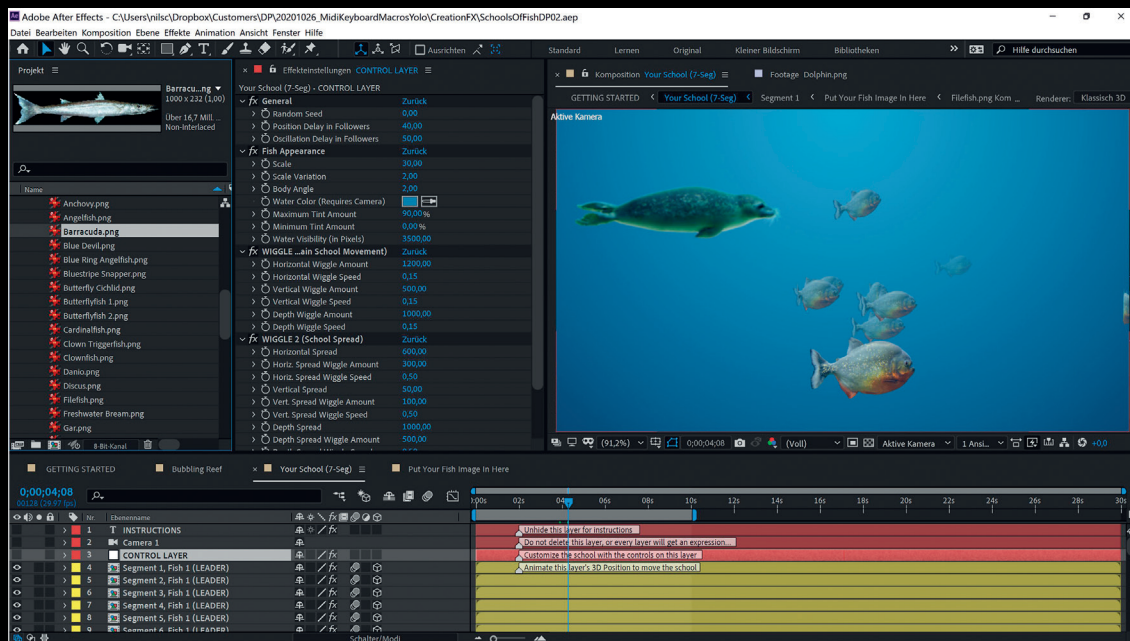 Adobe After Effects - C:\Users\nilsc\Dropbox\Customers\DP\20201026_MidiKeyboardMacrosYolo\CreationFX\SchoolsOfFishDP02.aep
Datei Bearbeiten Komposition Ebene Effekte Animation Ansicht Fenster Hilfe
Ausrichten
Standard Lernen Original Kleiner Bildschirm Bibliotheken
Hilfe durchsuchen
Projekt
Barracu...ng
1000 x 232 (1,00)
Über 16,7 Mill. ...
Non-Interlaced
Name
Anchovy.png
Angelfish.png
Barracuda.png
Blue Devil.png
Blue Ring Angelfish.png
Bluestripe Snapper.png
Butterfly Cichlid.png
Butterflyfish 1.png
Butterflyfish 2.png
Cardinalfish.png
Clown Triggerfish.png
Clownfish.png
Danio.png
Discus.png
Filefish.png
Freshwater Bream.png
Gar.png
8-Bit-Kanal
Effekteinstellungen CONTROL LAYER
Your School (7-Seg) - CONTROL LAYER
fx General Zurück
Random Seed 0,00
Position Delay in Followers 40,00
Oscillation Delay in Followers 50,00
fx Fish Appearance Zurück
Scale 30,00
Scale Variation 2,00
Body Angle 2,00
Water Color (Requires Camera)
Maximum Tint Amount 90,00 %
Minimum Tint Amount 0,00 %
Water Visibility (in Pixels) 3500,00
fx WIGGLE ...ain School Movement) Zurück
Horizontal Wiggle Amount 1200,00
Horizontal Wiggle Speed 0,15
Vertical Wiggle Amount 500,00
Vertical Wiggle Speed 0,15
Depth Wiggle Amount 1000,00
Depth Wiggle Speed 0,15
fx WIGGLE 2 (School Spread) Zurück
Horizontal Spread 600,00
Horiz. Spread Wiggle Amount 300,00
Horiz. Spread Wiggle Speed 0,50
Vertical Spread 50,00
Vert. Spread Wiggle Amount 100,00
Vert. Spread Wiggle Speed 0,50
Depth Spread 1000,00
Depth Spread Wiggle Amount 500,00
Komposition Your School (7-Seg) Footage Dolphin.png
GETTING STARTED Your School (7-Seg) Segment 1 Put Your Fish Image In Here Filefish.png Kom ... Renderer: Klassisch 3D
Aktive Kamera
(91,2%) 0;00;04;08 (Voll) Aktive Kamera 1 Ansi... +0,0
GETTING STARTED Bubbling Reef Your School (7-Seg) Put Your Fish Image In Here
0;00;04;08
00128 (29.97 fps)
:00s 02s 04s 06s 08s 10s 12s 14s 16s 18s 20s 22s 24s 26s 28s 30s
Nr. Ebenenname
1 T INSTRUCTIONS
Unhide this layer for instructions
2 Camera 1
Do not delete this layer, or every layer will get an expression...
3 CONTROL LAYER
Customize the school with the controls on this layer
4 Segment 1, Fish 1 (LEADER)
Animate this layer's 3D Position to move the school
5 Segment 2, Fish 1 (LEADER)
6 Segment 3, Fish 1 (LEADER)
7 Segment 4, Fish 1 (LEADER)
8 Segment 5, Fish 1 (LEADER)
9 Segment 6, Fish 1 (LEADER)
Schalter/Modi